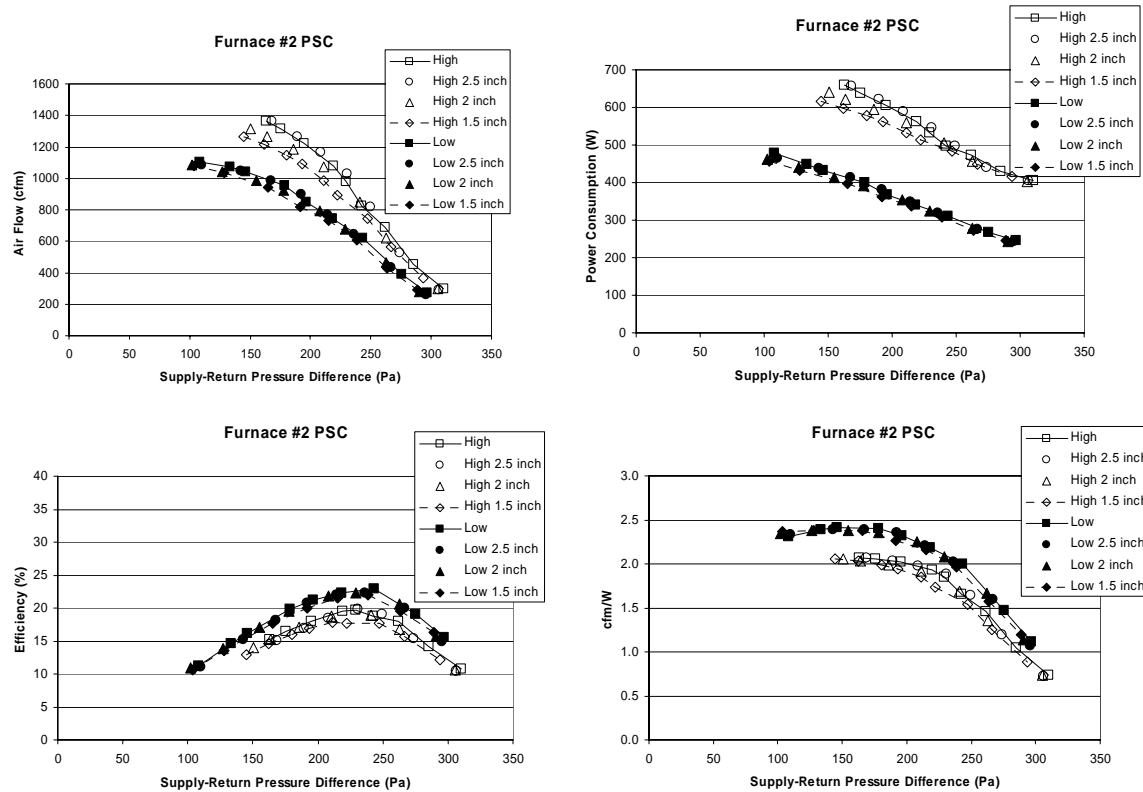 Furnace #2 PSC
High
High 2.5 inch
High 2 inch
High 1.5 inch
Low
Low 2.5 inch
Low 2 inch
Low 1.5 inch
Air Flow (cfm)
1600
1400
1200
1000
800
600
400
200
0
0 50 100 150 200 250 300 350
Supply-Return Pressure Difference (Pa)
Furnace #2 PSC
High
High 2.5 inch
High 2 inch
High 1.5 inch
Low
Low 2.5 inch
Low 2 inch
Low 1.5 inch
Power Consumption (W)
700
600
500
400
300
200
100
0
0 50 100 150 200 250 300 350
Supply-Return Pressure Difference (Pa)
Furnace #2 PSC
High
High 2.5 inch
High 2 inch
High 1.5 inch
Low
Low 2.5 inch
Low 2 inch
Low 1.5 inch
Efficiency (%)
40
35
30
25
20
15
10
5
0
0 50 100 150 200 250 300 350
Supply-Return Pressure Difference (Pa)
Furnace #2 PSC
High
High 2.5 inch
High 2 inch
High 1.5 inch
Low
Low 2.5 inch
Low 2 inch
Low 1.5 inch
cfm/W
3.0
2.5
2.0
1.5
1.0
0.5
0.0
0 50 100 150 200 250 300 350
Supply-Return Pressure Difference (Pa)